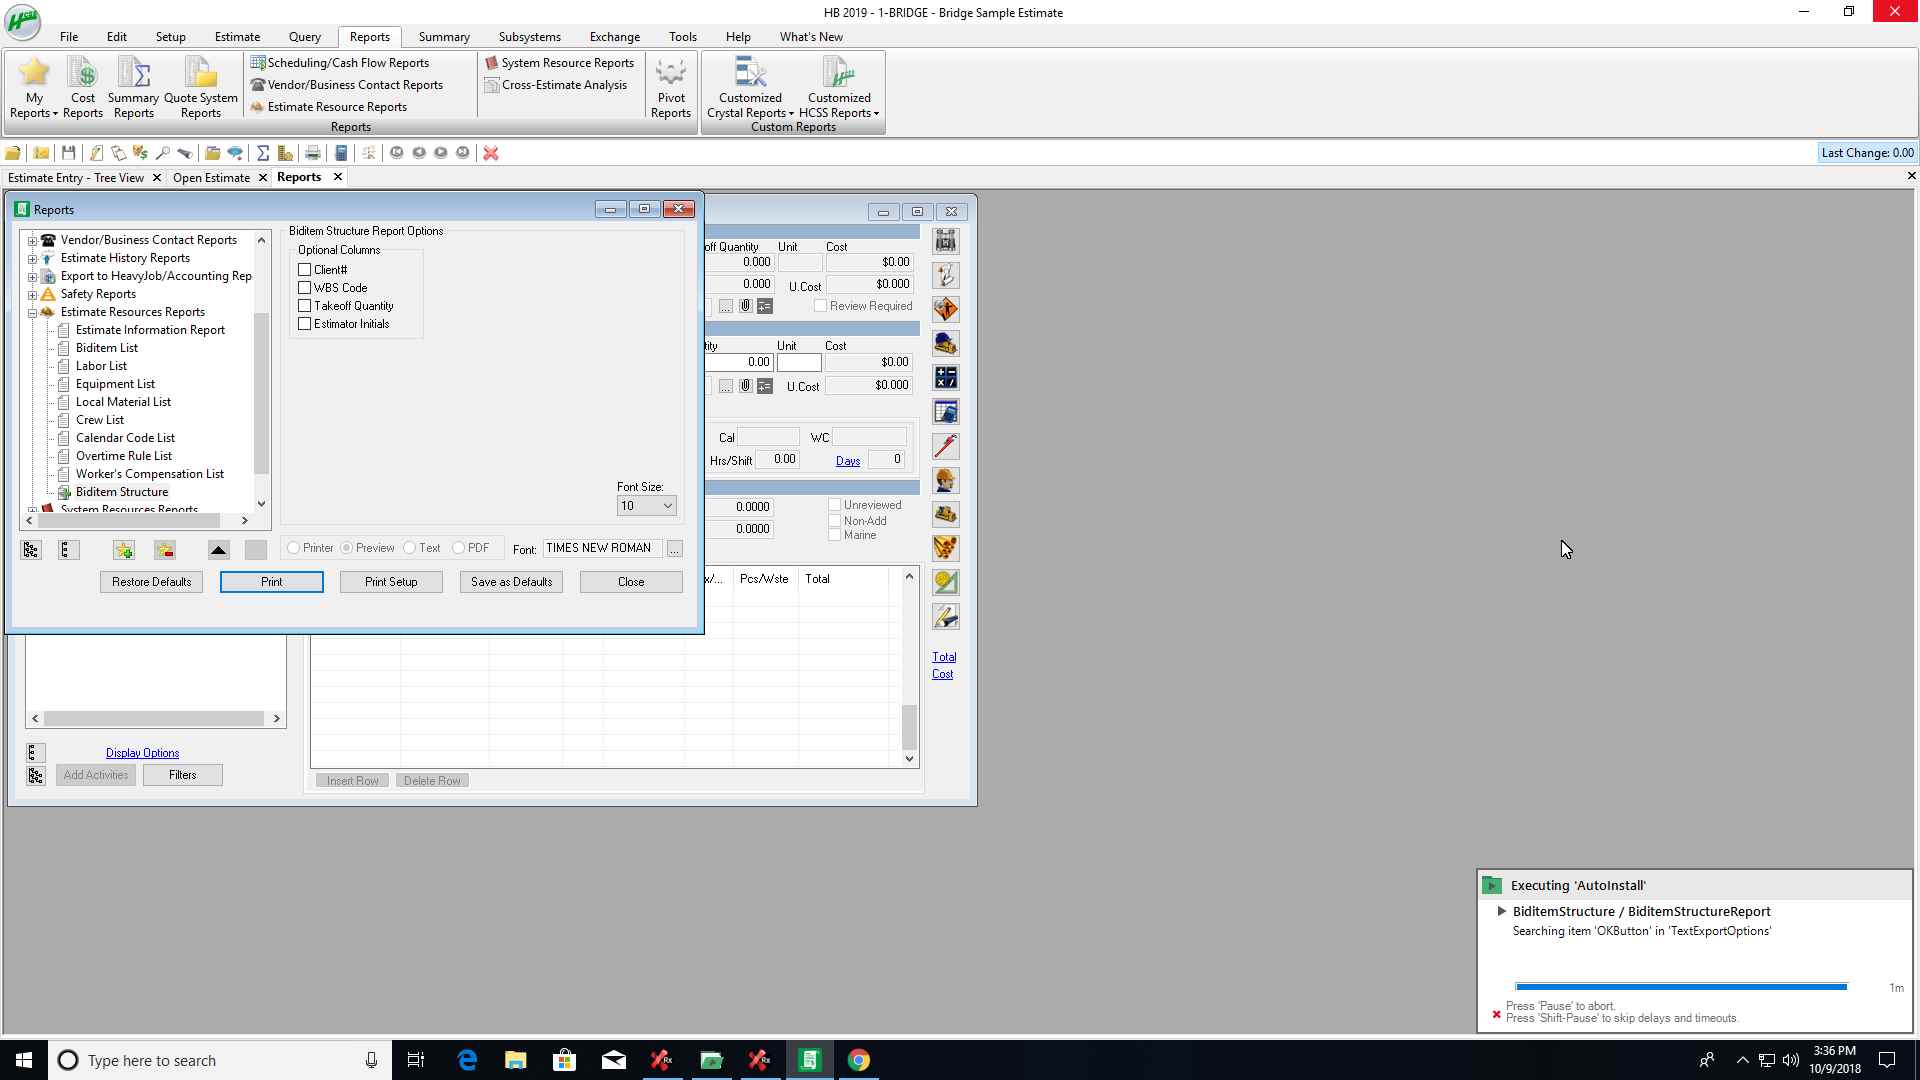 HB 2019 - 1-BRIDGE - Bridge Sample Estimate
File Edit Setup Estimate Query Reports Summary Subsystems Exchange Tools Help What's New
My Reports Cost Reports Summary Reports Quote System Reports
Scheduling/Cash Flow Reports
Vendor/Business Contact Reports
Estimate Resource Reports
System Resource Reports
Cross-Estimate Analysis
Pivot Reports
Customized Crystal Reports
Customized HCSS Reports
Reports
Custom Reports
Last Change: 0.00
Estimate Entry - Tree View Open Estimate Reports
Reports
Vendor/Business Contact Reports
Estimate History Reports
Export to HeavyJob/Accounting Rep
Safety Reports
Estimate Resources Reports
Estimate Information Report
Biditem List
Labor List
Equipment List
Local Material List
Crew List
Calendar Code List
Overtime Rule List
Worker's Compensation List
Biditem Structure
System Resources Reports
Biditem Structure Report Options
Optional Columns
Client#
WBS Code
Takeoff Quantity
Estimator Initials
Font Size:
10
Printer Preview Text PDF Font: TIMES NEW ROMAN ...
Restore Defaults Print Print Setup Save as Defaults Close
off Quantity Unit Cost
0.000 $0.00
0.000 U.Cost $0.000
... Review Required
tity Unit Cost
0.00 $0.00
... U.Cost $0.000
Cal WC
Hrs/Shift 0.00 Days 0
0.0000 Unreviewed
Non-Add
0.0000 Marine
x/... Pcs/Wste Total
Total
Cost
Display Options
Add Activities Filters
Insert Row Delete Row
Executing 'AutoInstall'
BiditemStructure / BiditemStructureReport
Searching item 'OKButton' in 'TextExportOptions'
1m
Press 'Pause' to abort.
Press 'Shift-Pause' to skip delays and timeouts.
Type here to search
3:36 PM
10/9/2018